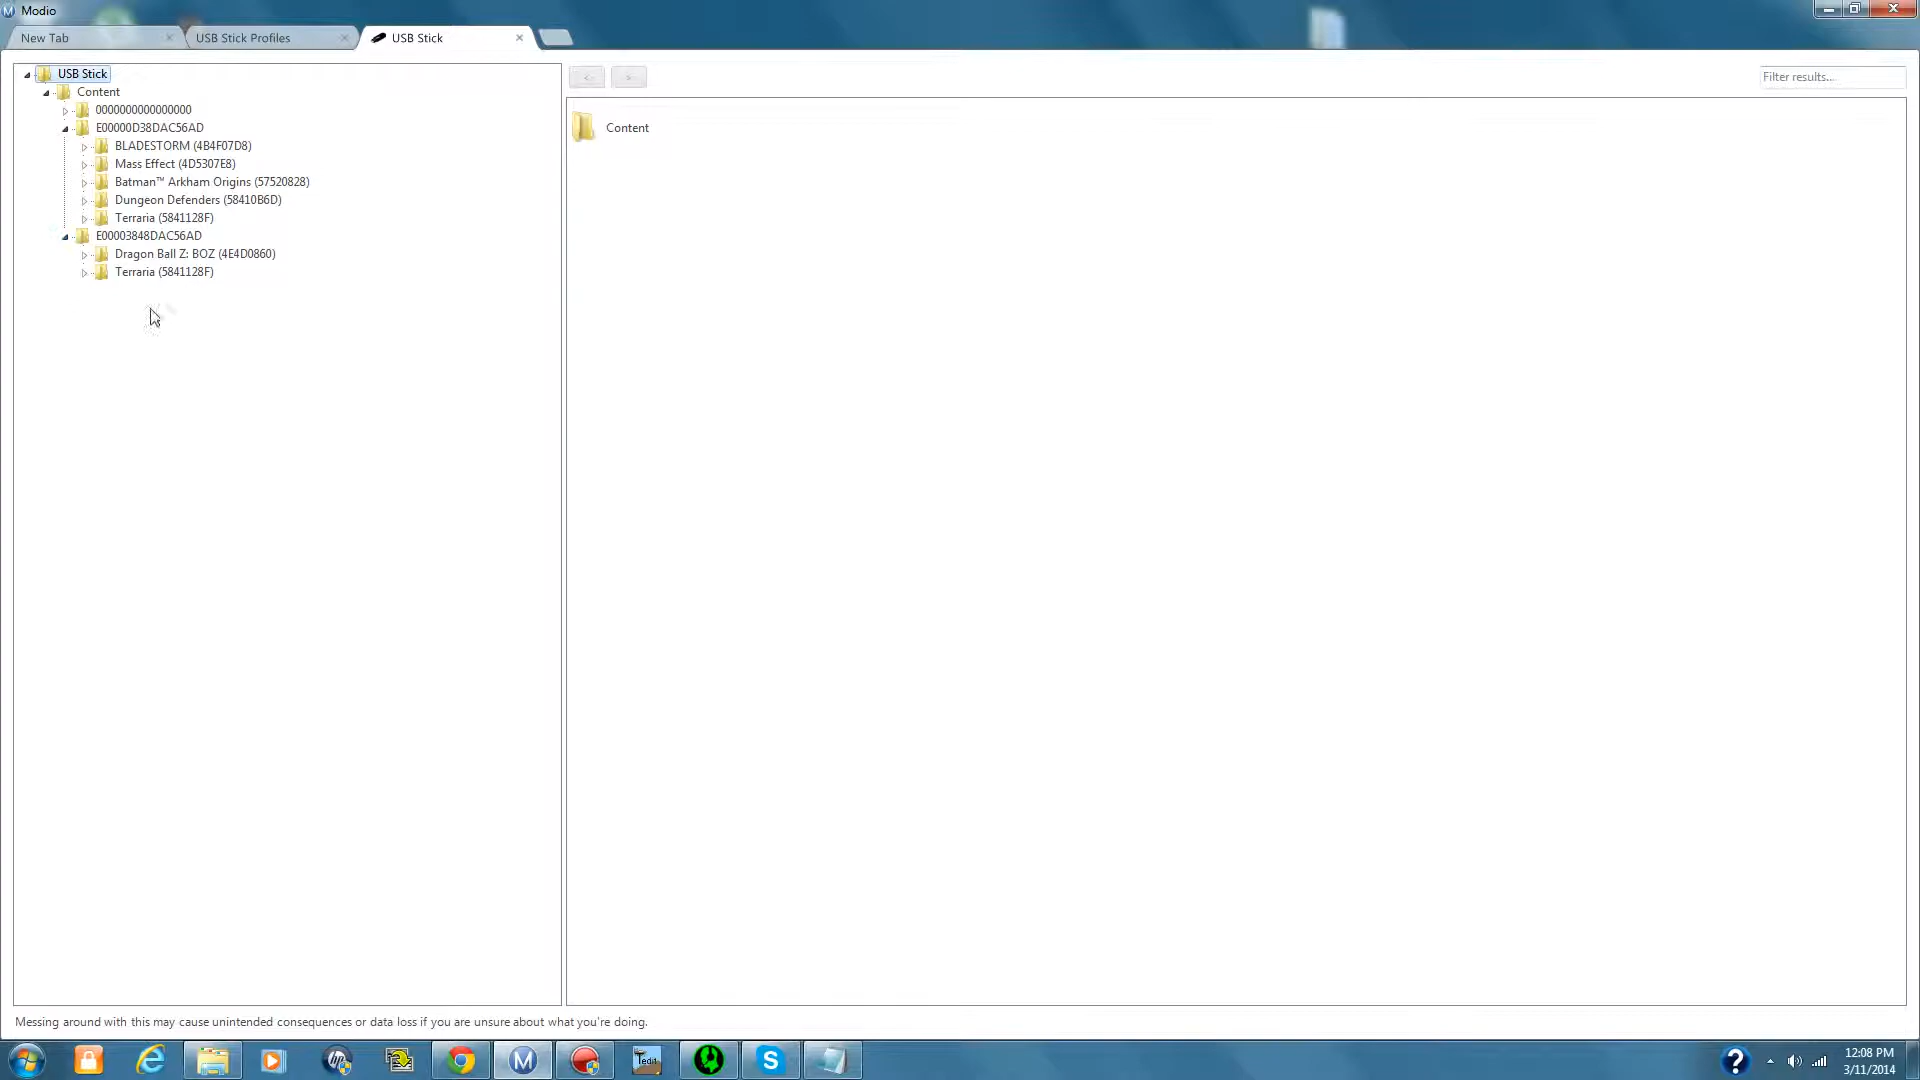 Modio
New Tab
USB Stick Profiles
USB Stick
USB Stick
Content
0000000000000000
E00000D38DAC56AD
BLADESTORM (4B4F07D8)
Mass Effect (4D5307E8)
Batman™ Arkham Origins (57520828)
Dungeon Defenders (58410B6D)
Terraria (5841128F)
E00003848DAC56AD
Dragon Ball Z: BOZ (4E4D0860)
Terraria (5841128F)
< >
Filter results...
Content
Messing around with this may cause unintended consequences or data loss if you are unsure about what you're doing.
hp
M
Tedit
S
?
12:08 PM
3/11/2014